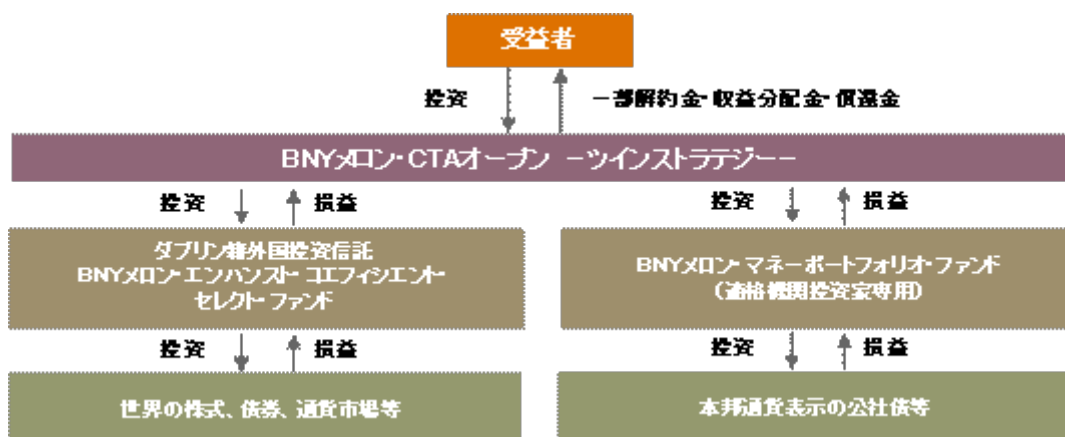 受益者
投資
一部解約金・収益分配金・償還金
BNYメロン・CTAオープン －ツインストラテジー－
投資 損益 投資 損益
ダブリン籍外国投資信託
BNYメロン・エンハンスト・コエフィシエント・
セレクト・ファンド
BNYメロン・マネーポートフォリオ・ファンド
（適格機関投資家専用）
投資 損益 投資 損益
世界の株式、債券、通貨市場等
本邦通貨表示の公社債等